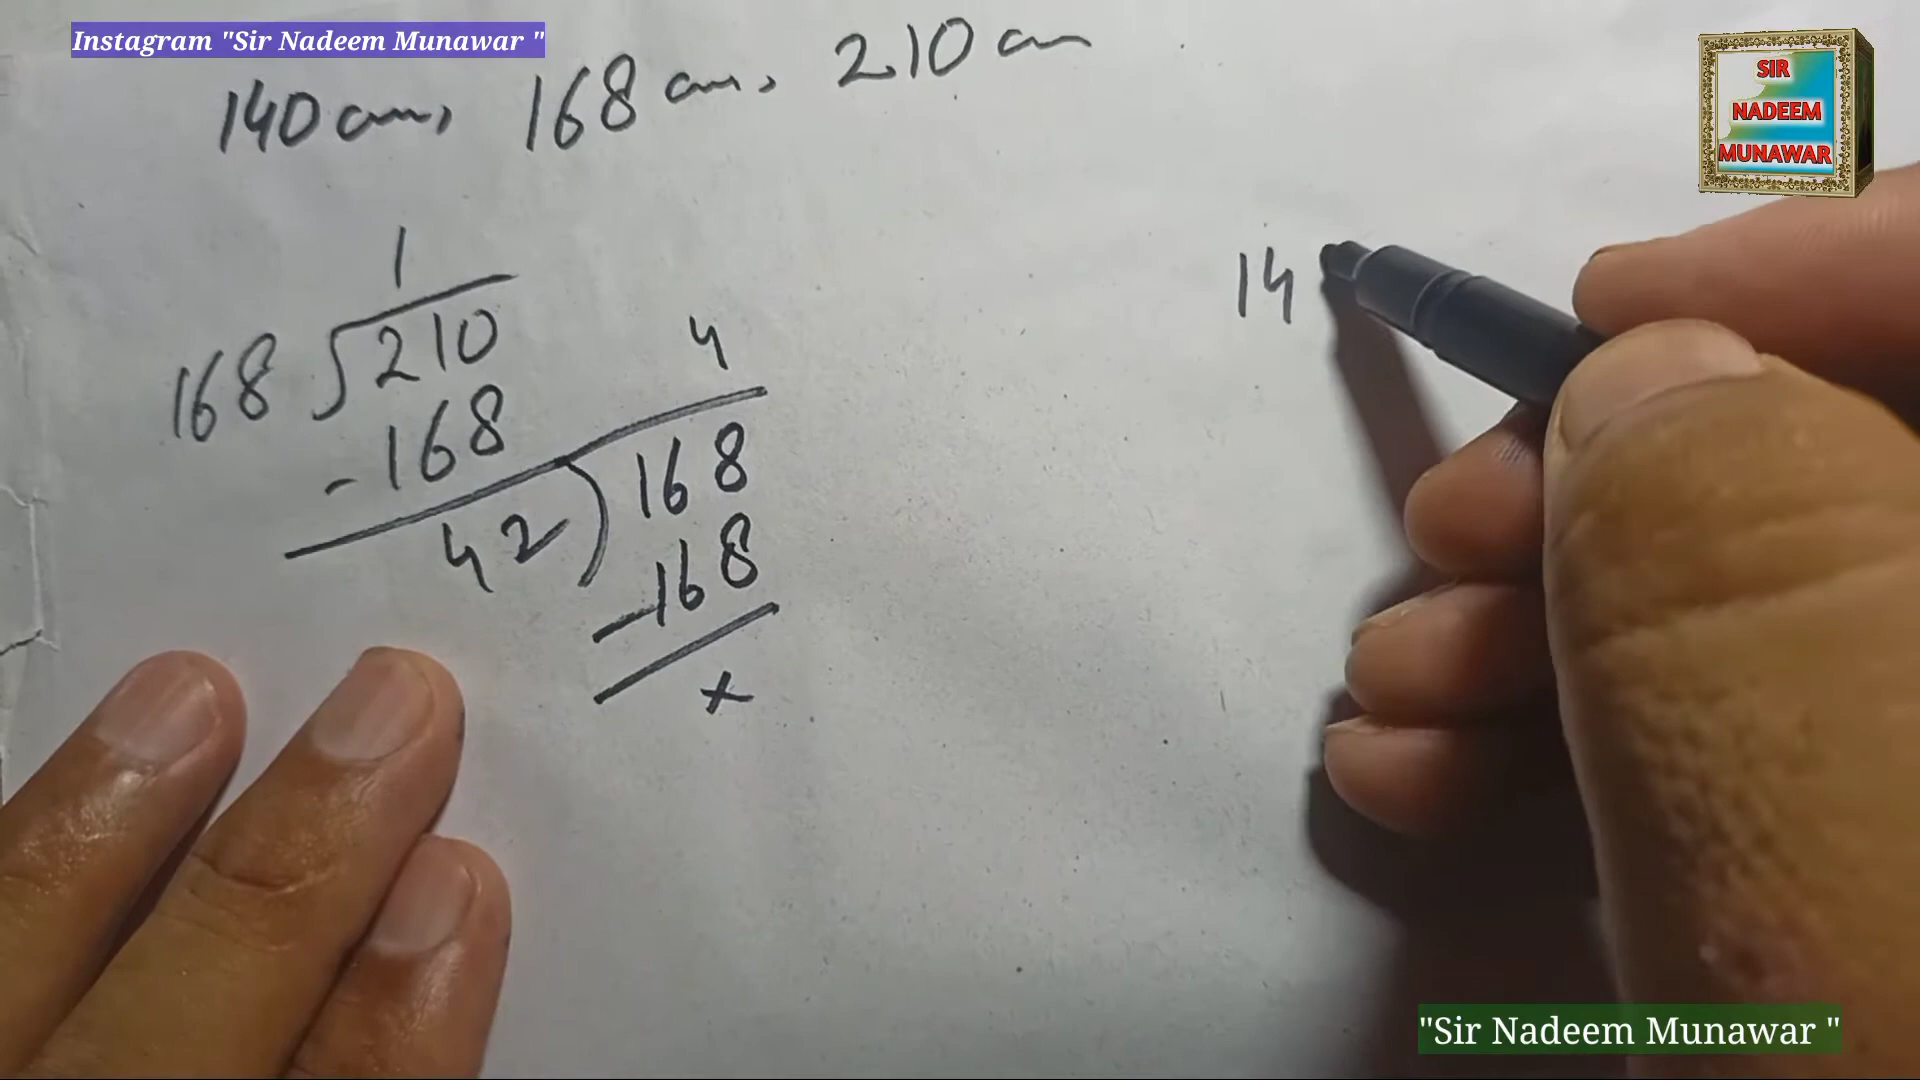 Instagram "Sir Nadeem Munawar "
140 cm, 168 cm, 210 cm
SIR
NADEEM
MUNAWAR
1
168 210
-168
42
4
168
-168
x
14
"Sir Nadeem Munawar "